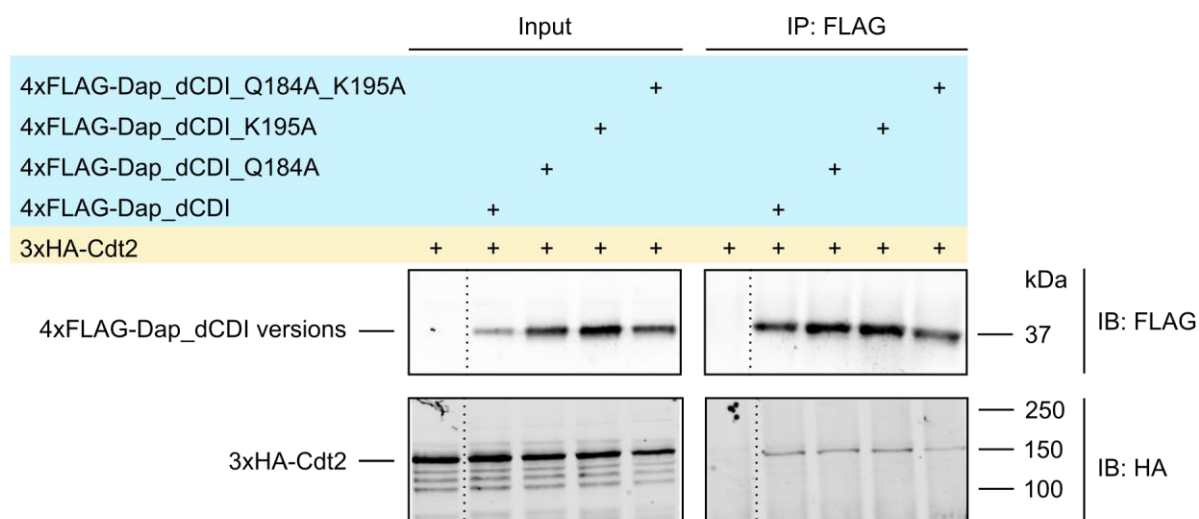 Input IP: FLAG
4xFLAG-Dap_dCDI_Q184A_K195A + +
4xFLAG-Dap_dCDI_K195A + +
4xFLAG-Dap_dCDI_Q184A + +
4xFLAG-Dap_dCDI + +
3xHA-Cdt2 + + + + + + + + + +
kDa
4xFLAG-Dap_dCDI versions 37 IB: FLAG
250
3xHA-Cdt2 150 IB: HA
100